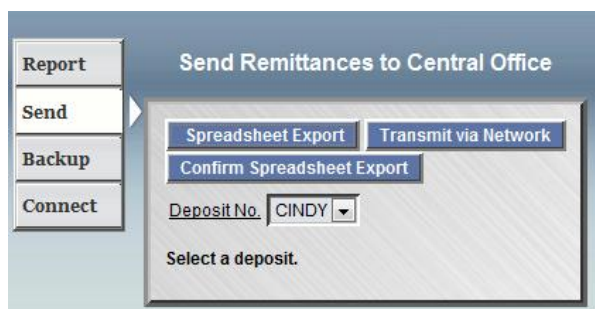 Send Remittances to Central Office
Report
Send
Backup
Connect
Spreadsheet Export
Transmit via Network
Confirm Spreadsheet Export
Deposit No. CINDY
Select a deposit.